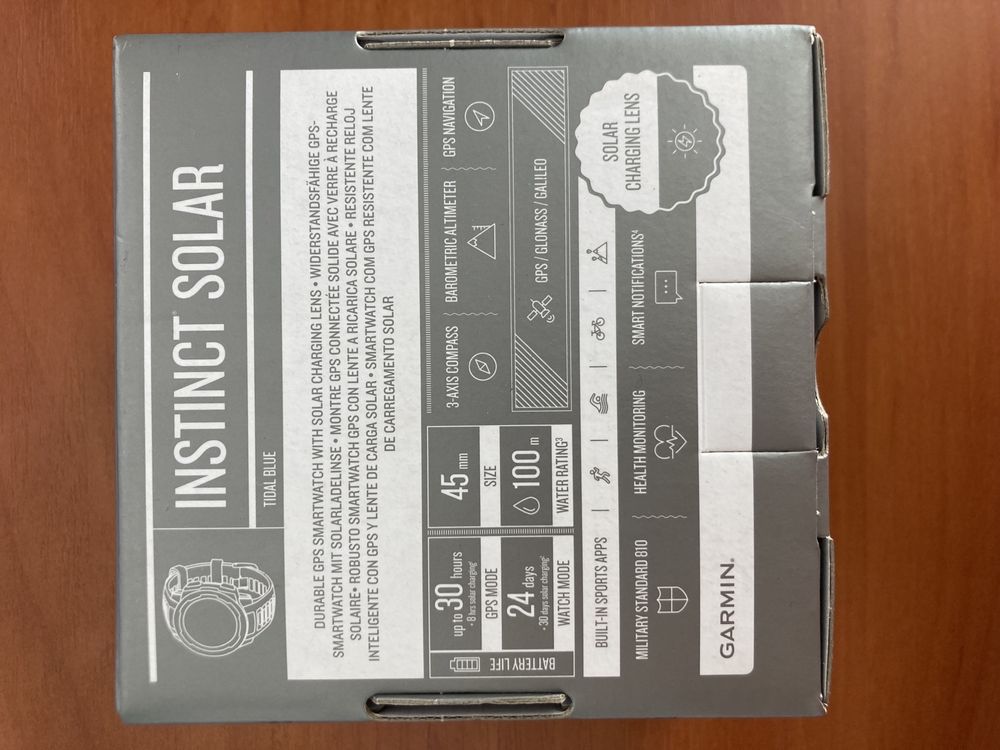 INSTINCT® SOLAR
TIDAL BLUE
DURABLE GPS SMARTWATCH WITH SOLAR CHARGING LENS • WIDERSTANDSFÄHIGE GPS-
SMARTWATCH MIT SOLARLADELINSE • MONTRE GPS CONNECTÉE SOLIDE AVEC VERRE À RECHARGE
SOLAIRE• ROBUSTO SMARTWATCH GPS CON LENTE A RICARICA SOLARE • RESISTENTE RELOJ
INTELIGENTE CON GPS Y LENTE DE CARGA SOLAR • SMARTWATCH COM GPS RESISTENTE COM LENTE
DE CARREGAMENTO SOLAR
BATTERY LIFE
up to 30 hours
+ 8 hrs solar charging¹
GPS MODE
24 days
+ 30 days solar charging²
WATCH MODE
45 mm
SIZE
100 m
WATER RATING³
3-AXIS COMPASS
BAROMETRIC ALTIMETER
GPS NAVIGATION
GPS / GLONASS / GALILEO
BUILT-IN SPORTS APPS
SOLAR
CHARGING LENS
MILITARY STANDARD 810
HEALTH MONITORING
SMART NOTIFICATIONS⁴
GARMIN®